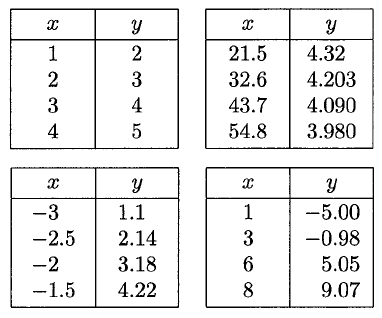 x y x y
1 2 21.5 4.32
2 3 32.6 4.203
3 4 43.7 4.090
4 5 54.8 3.980
x y x y
−3 1.1 1 −5.00
−2.5 2.14 3 −0.98
−2 3.18 6 5.05
−1.5 4.22 8 9.07